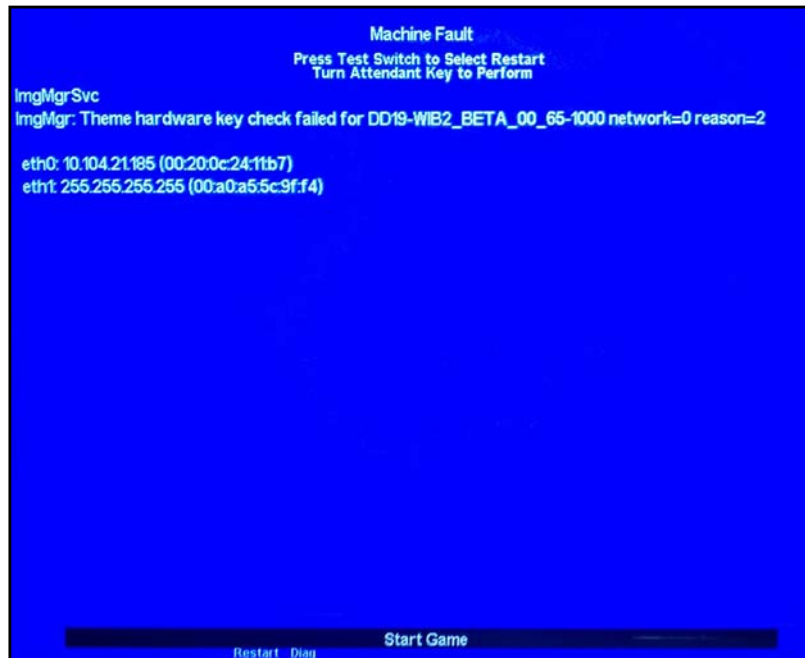 Machine Fault
Press Test Switch to Select Restart
Turn Attendant Key to Perform
ImgMgrSvc
ImgMgr: Theme hardware key check failed for DD19-WIB2_BETA_00_65-1000 network=0 reason=2
eth0: 10.104.21.185 (00:20:0c:24:11:b7)
eth1: 255.255.255.255 (00:a0:a5:5c:9f:f4)
Start Game
Restart Diag